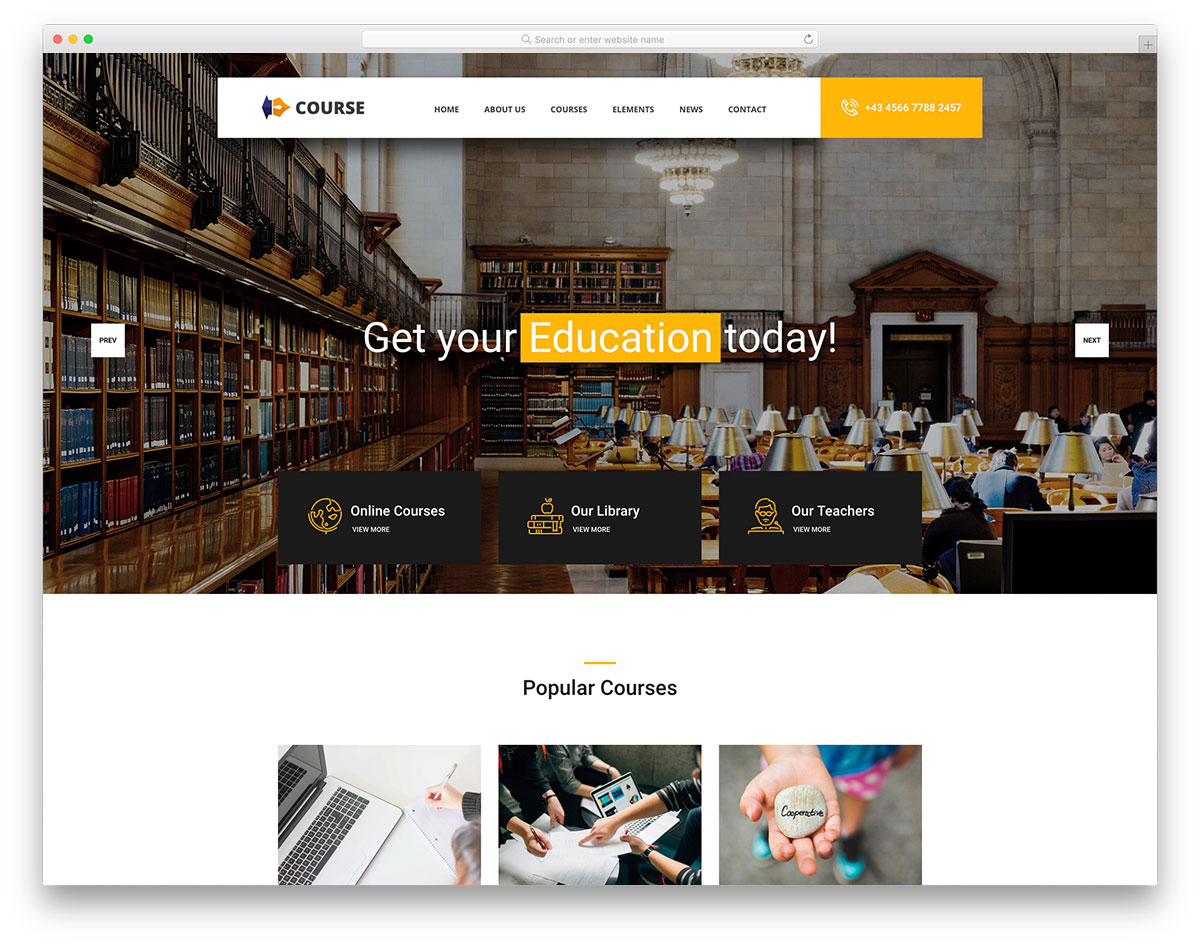 Search or enter website name
COURSE
HOME ABOUT US COURSES ELEMENTS NEWS CONTACT
+43 4566 7788 2457
Get your Education today!
PREV
NEXT
Online Courses
VIEW MORE
Our Library
VIEW MORE
Our Teachers
VIEW MORE
Popular Courses
Cooperative